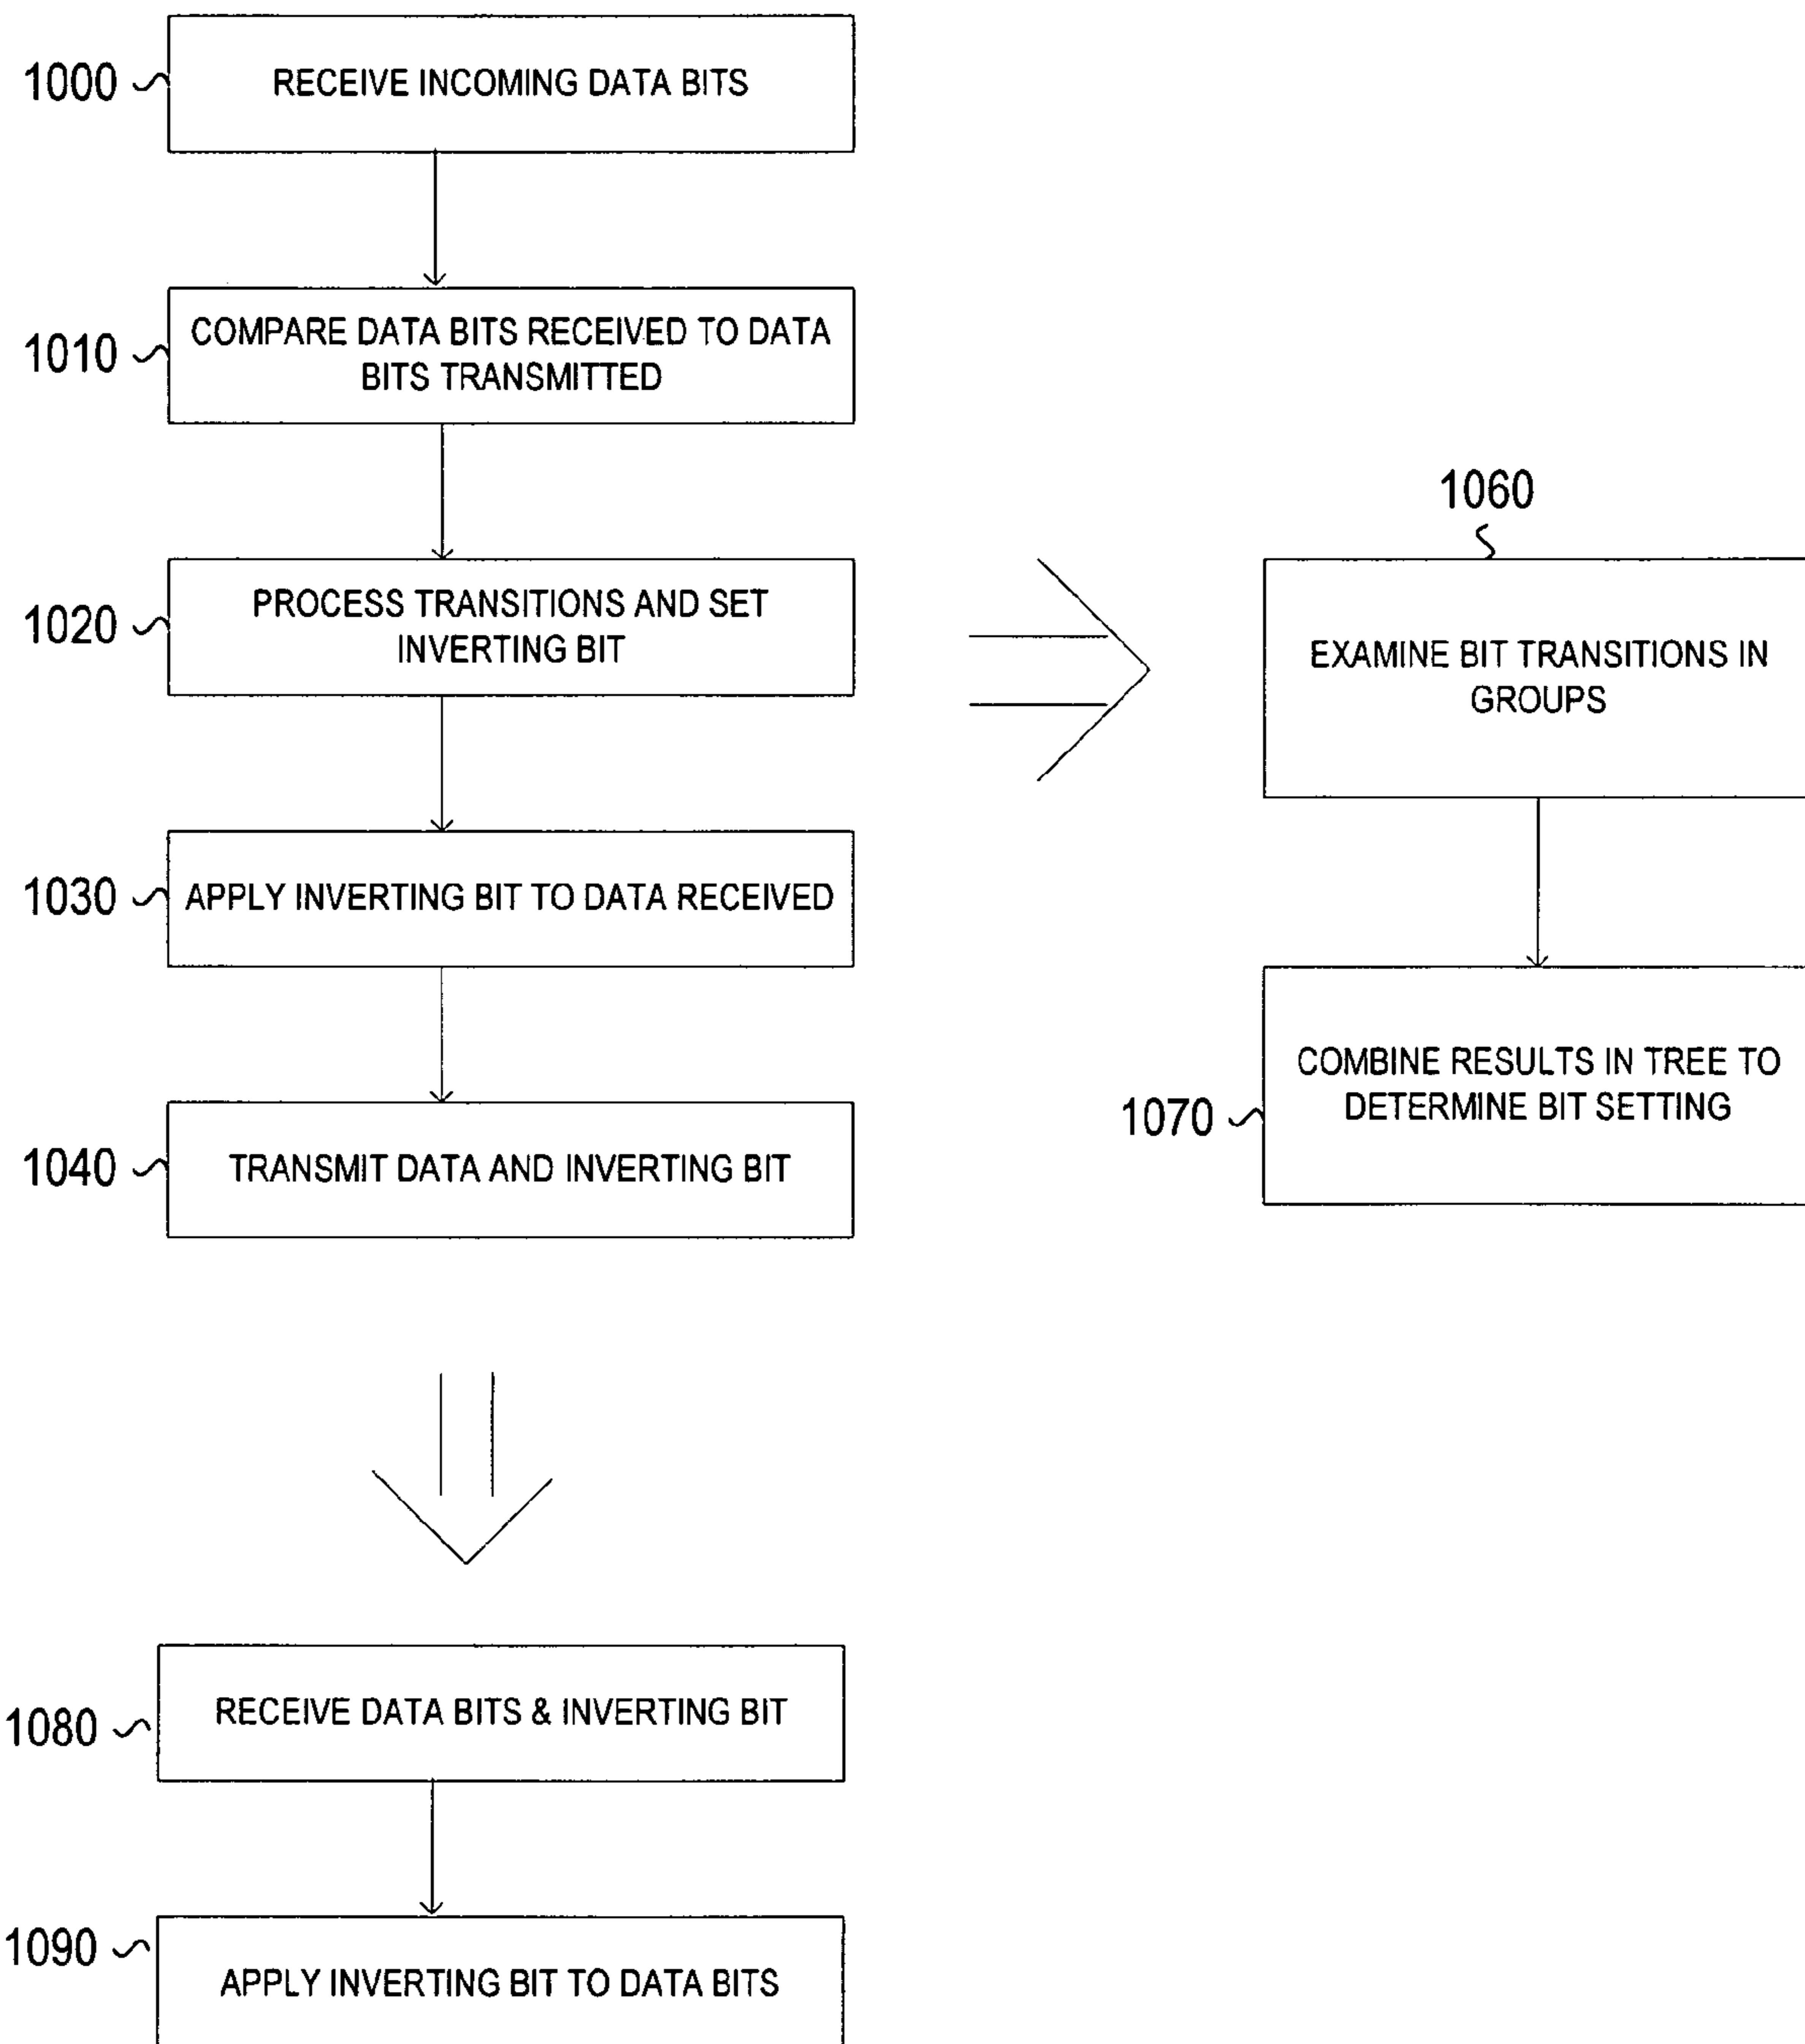 1000
RECEIVE INCOMING DATA BITS
1010
COMPARE DATA BITS RECEIVED TO DATA
BITS TRANSMITTED
1020
PROCESS TRANSITIONS AND SET
INVERTING BIT
1030
APPLY INVERTING BIT TO DATA RECEIVED
1040
TRANSMIT DATA AND INVERTING BIT
1060
EXAMINE BIT TRANSITIONS IN
GROUPS
1070
COMBINE RESULTS IN TREE TO
DETERMINE BIT SETTING
1080
RECEIVE DATA BITS & INVERTING BIT
1090
APPLY INVERTING BIT TO DATA BITS